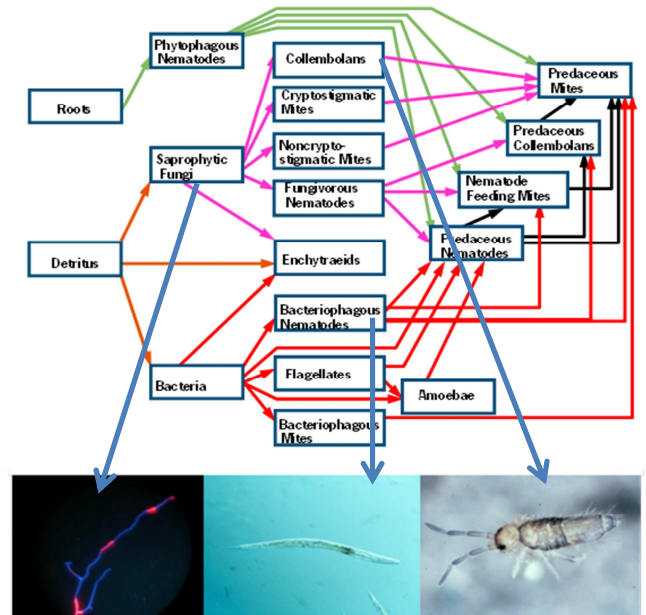 Phytophagous
Nematodes
Collembolans
Predaceous
Mites
Roots
Cryptostigmatic
Mites
Predaceous
Collembolans
Saprophytic
Fungi
Noncrypto-
stigmatic Mites
Fungivorous
Nematodes
Nematode
Feeding Mites
Predaceous
Nematodes
Detritus
Enchytraeids
Bacteriophagous
Nematodes
Bacteria
Flagellates
Amoebae
Bacteriophagous
Mites